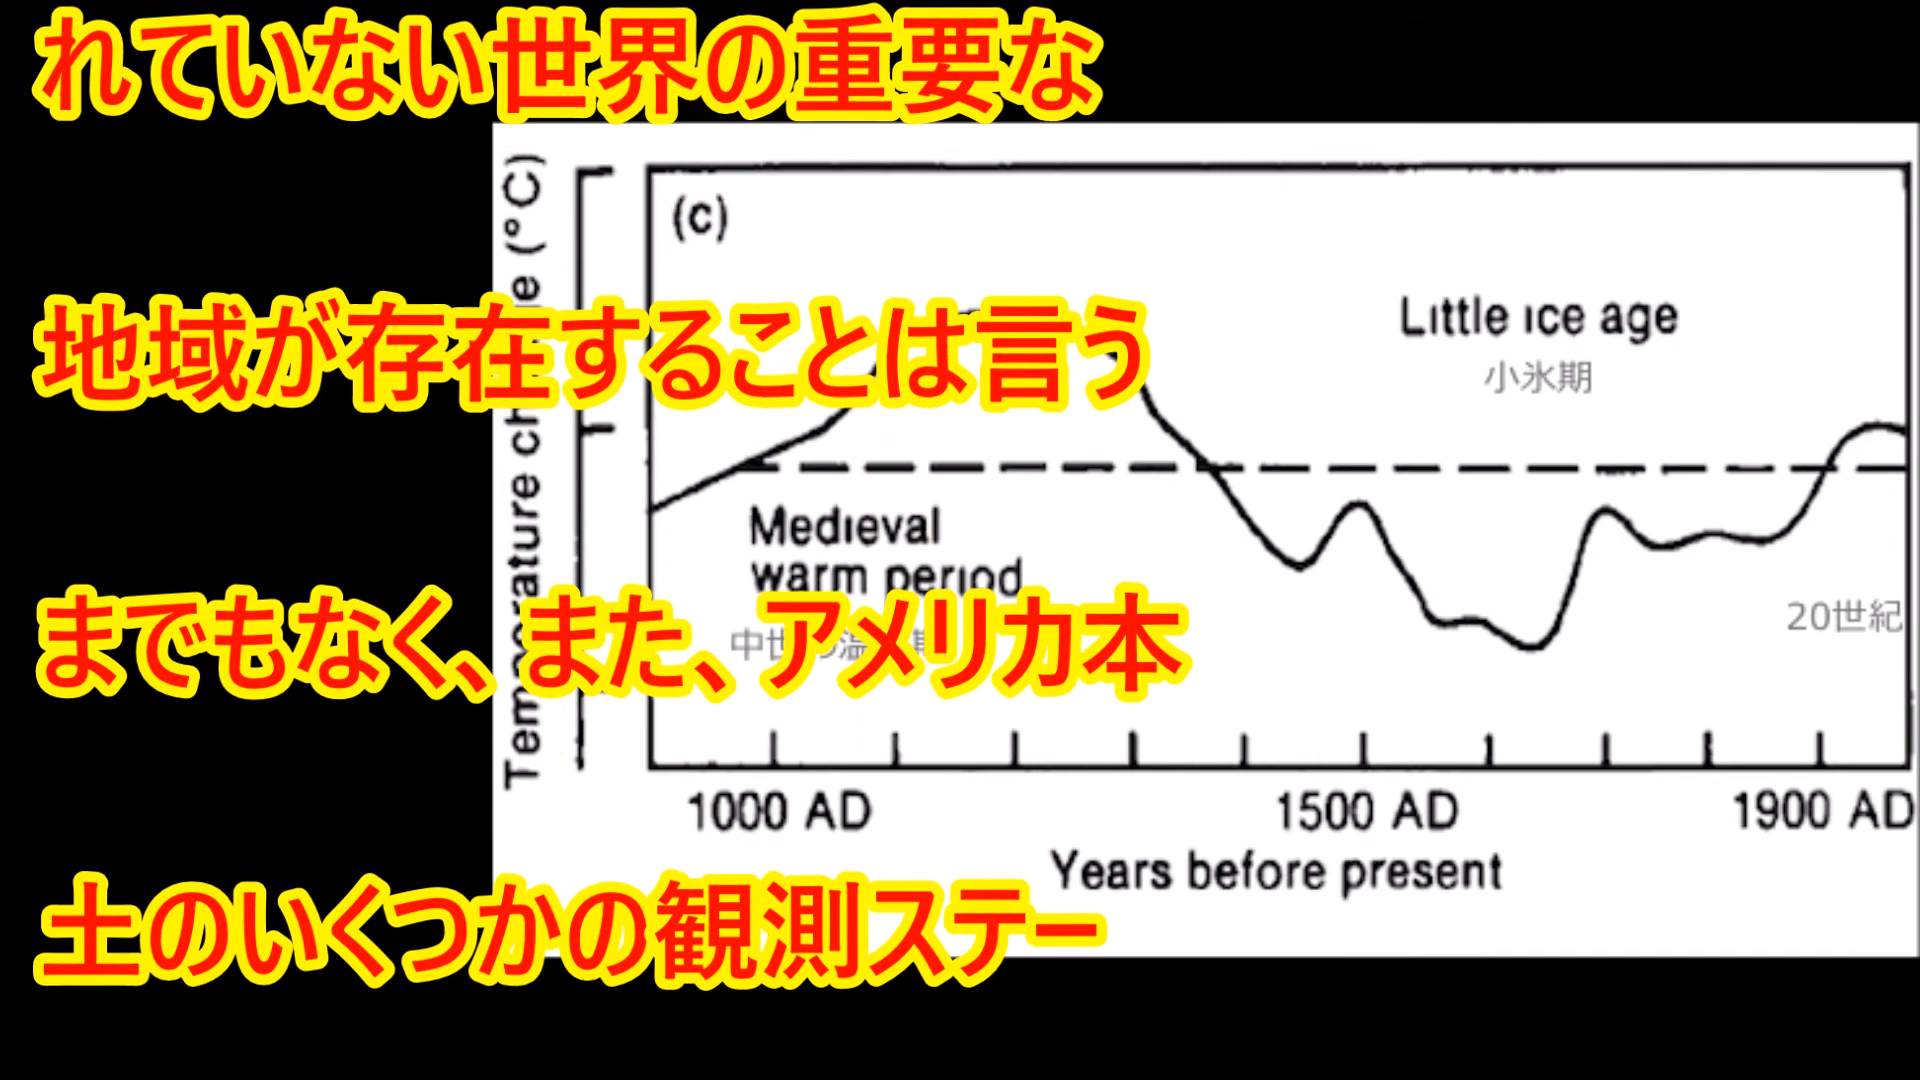 れていない世界の重要な
(c)
地域が存在することは言う
Little ice age
小氷期
Medieval
warm period
までもなく、また、アメリカ本
20世紀
1000 AD
1500 AD
1900 AD
Years before present
土のいくつかの観測ステー